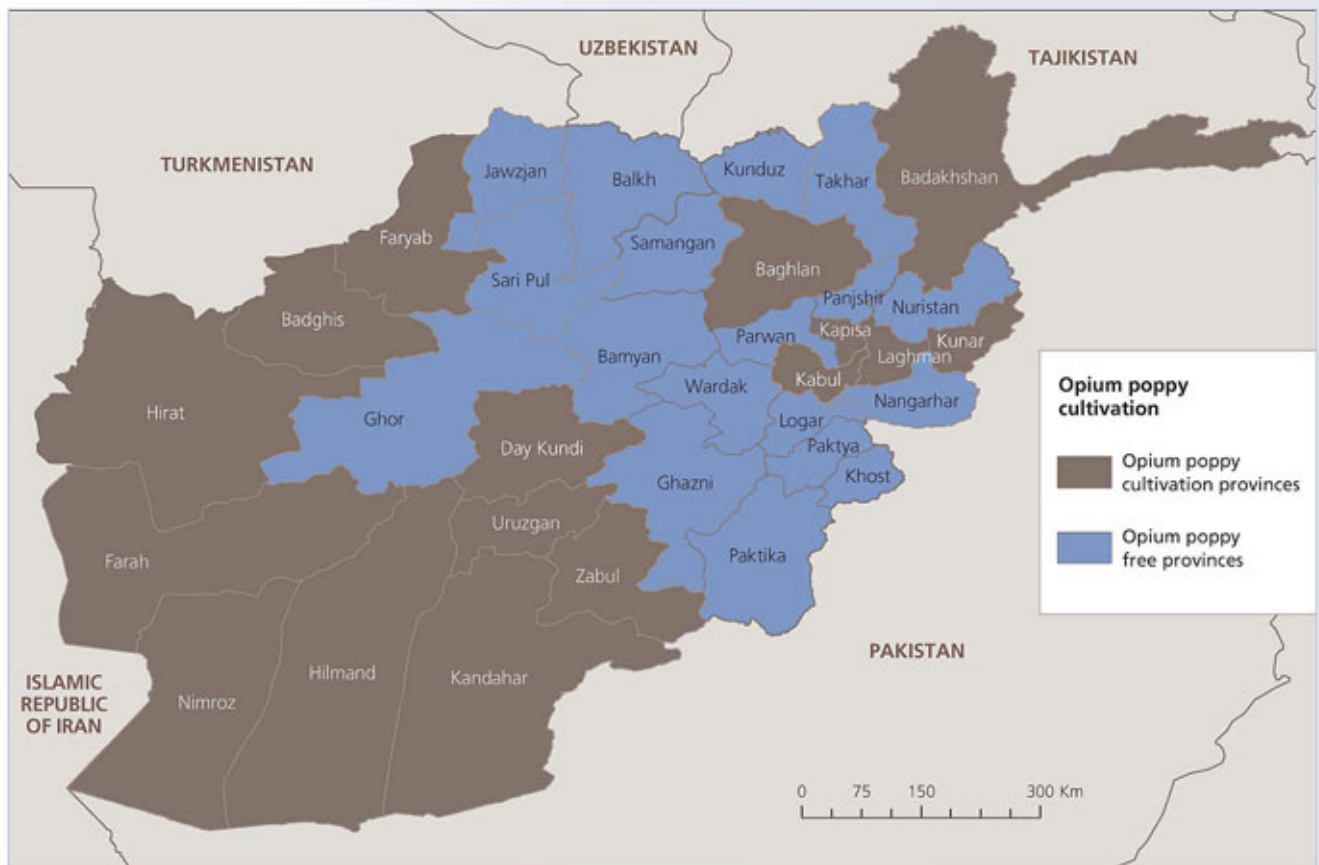 UZBEKISTAN
TAJIKISTAN
TURKMENISTAN
Jawzjan
Balkh
Kunduz
Takhar
Badakhshan
Faryab
Samangan
Baghlan
Sari Pul
Panjshir
Nuristan
Badghis
Parwan
Kapisa
Kunar
Bamyan
Laghman
Kabul
Wardak
Nangarhar
Hirat
Ghor
Logar
Day Kundi
Paktya
Ghazni
Khost
Uruzgan
Farah
Paktika
Zabul
Hilmand
Kandahar
Nimroz
PAKISTAN
ISLAMIC
REPUBLIC
OF IRAN
Opium poppy
cultivation
Opium poppy
cultivation provinces
Opium poppy
free provinces
0 75 150 300 Km